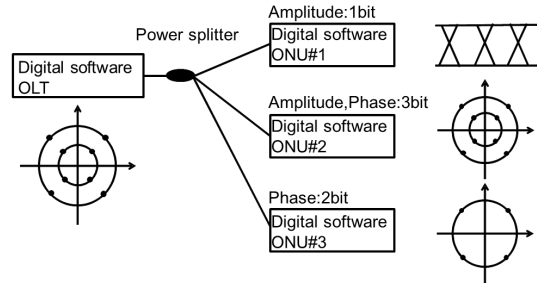 Amplitude:1bit
Power splitter
Digital software
ONU#1
Digital software
OLT
Amplitude,Phase:3bit
Digital software
ONU#2
Phase:2bit
Digital software
ONU#3